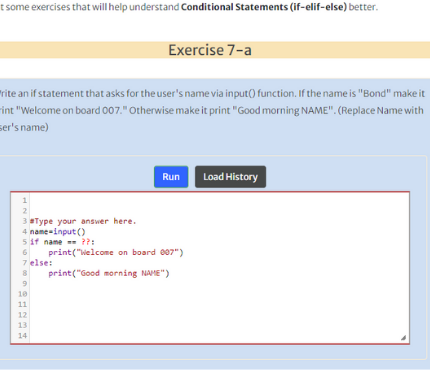 t some exercises that will help understand Conditional Statements (if-elif-else) better.
Exercise 7-a
rite an if statement that asks for the user's name via input() function. If the name is "Bond" make it
rint "Welcome on board 007." Otherwise make it print "Good morning NAME". (Replace Name with
ser's name)
Run Load History
1
2
3 #Type your answer here.
4 name=input()
5 if name == ??:
6 print("Welcome on board 007")
7 else:
8 print("Good morning NAME")
9
10
11
12
13
14